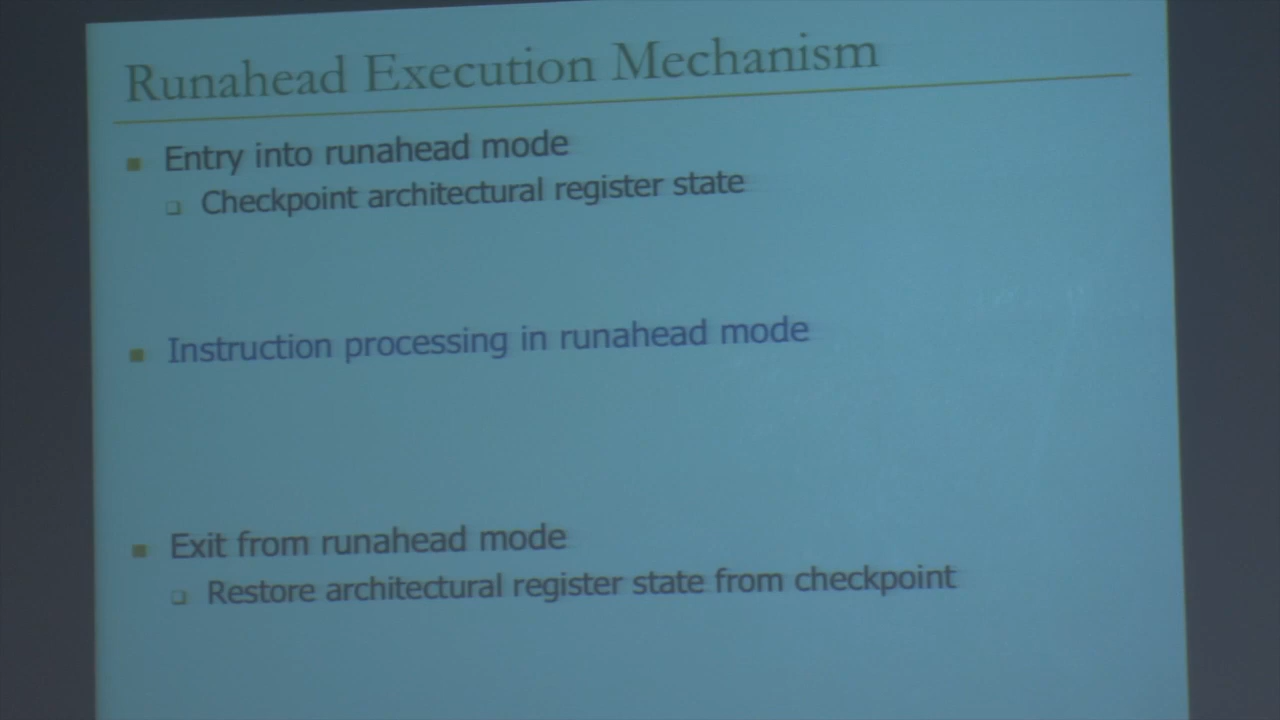 Runahead Execution Mechanism
Entry into runahead mode
Checkpoint architectural register state
Instruction processing in runahead mode
Exit from runahead mode
Restore architectural register state from checkpoint